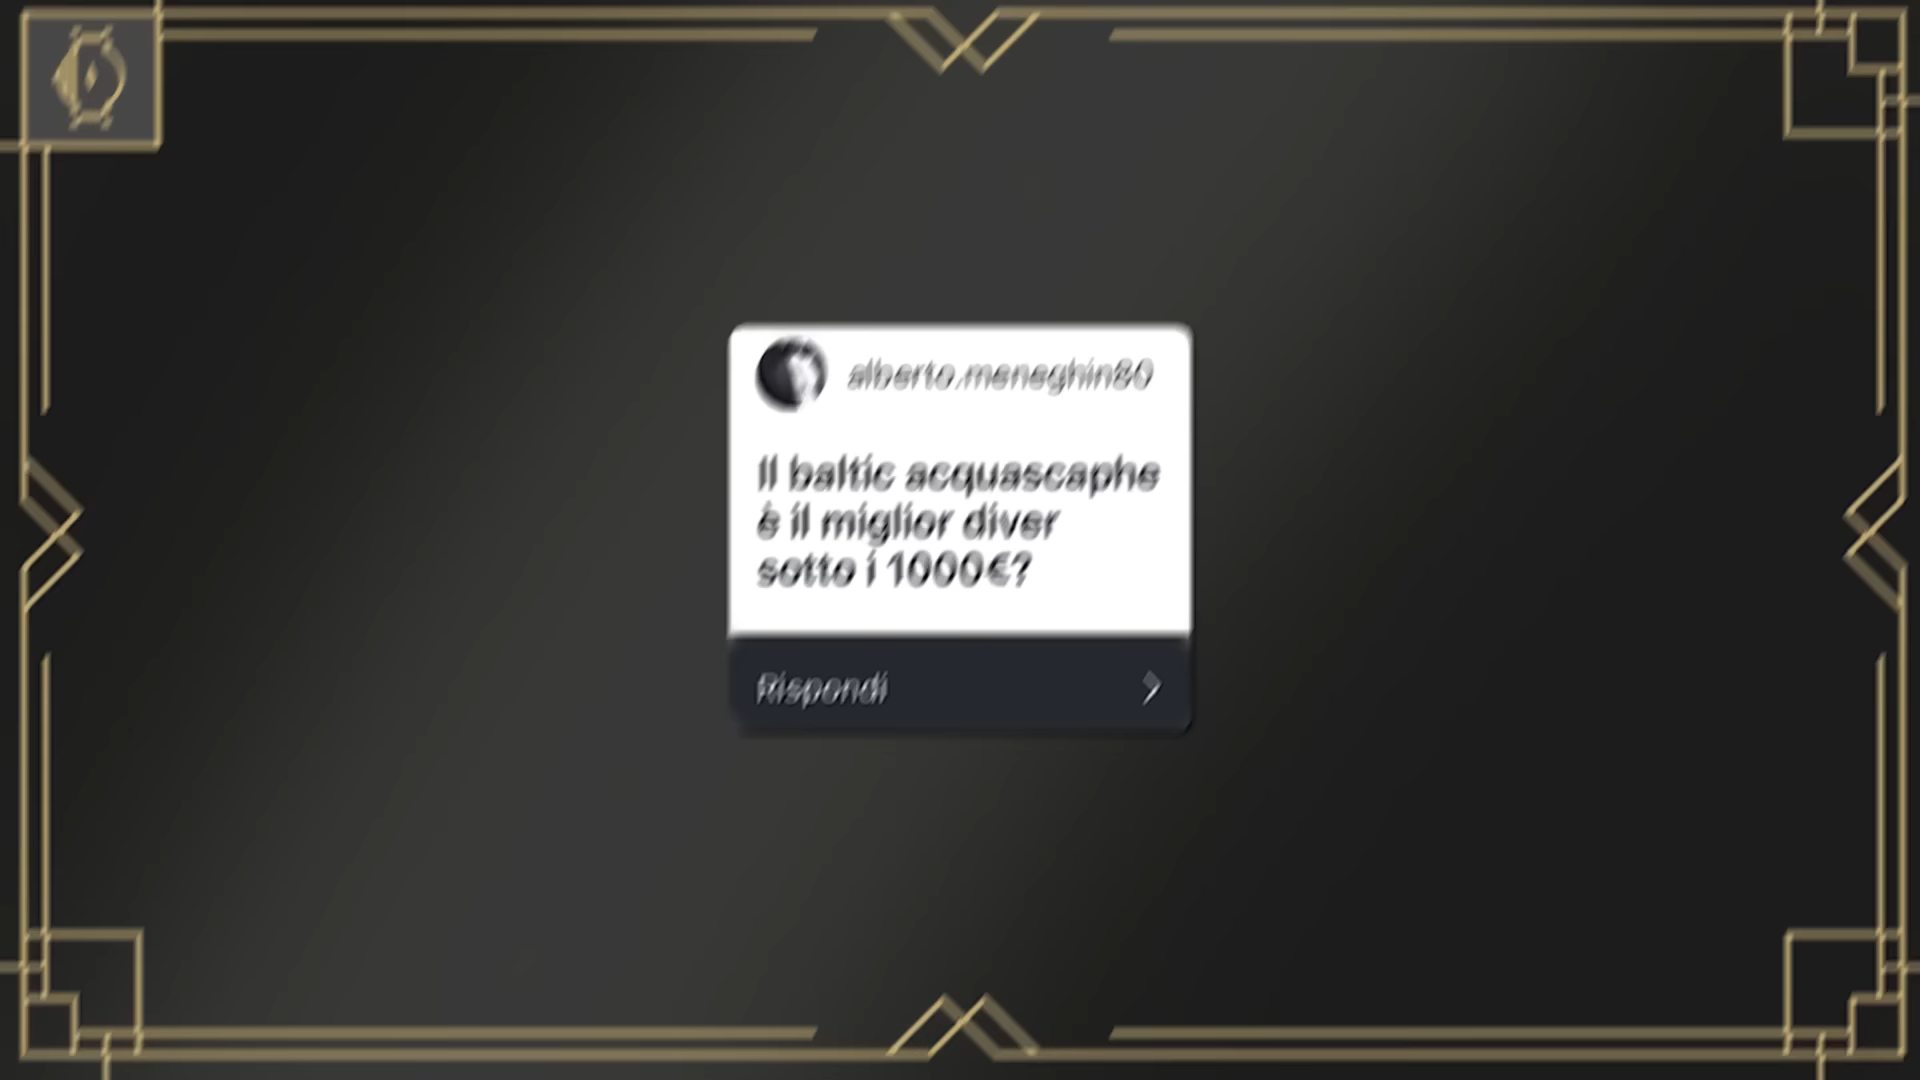 alberto.meneghin80
Il baltic acquascaphe
è il miglior diver
sotto i 1000€?
Rispondi